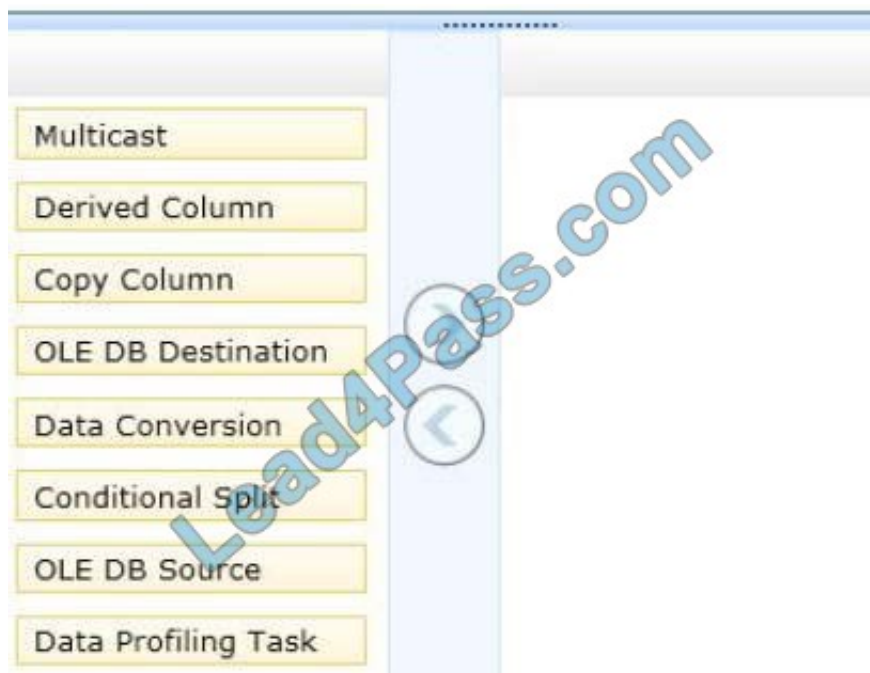 Multicast
Derived Column
Copy Column
OLE DB Destination
Data Conversion
Conditional Split
OLE DB Source
Data Profiling Task
Lead4Pass.com